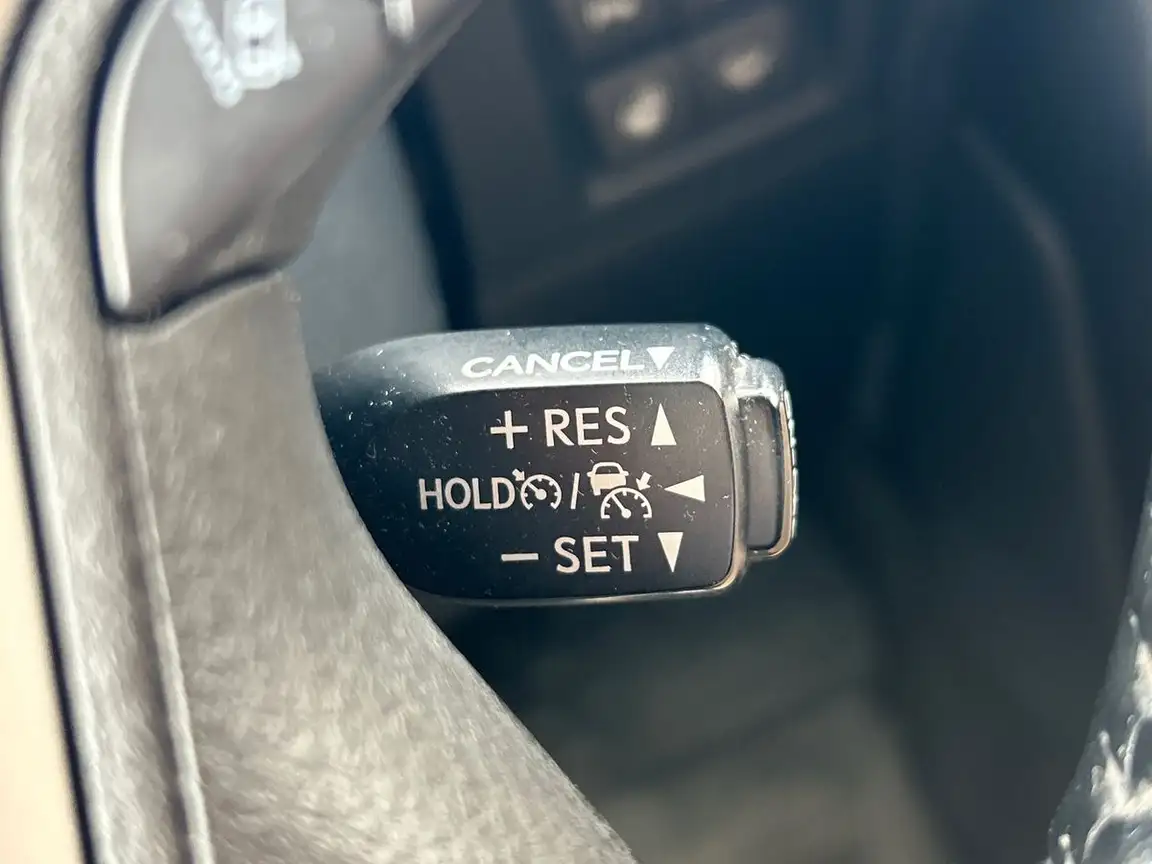 CANCEL▼
+ RES ▲
HOLD / ◀
− SET ▼